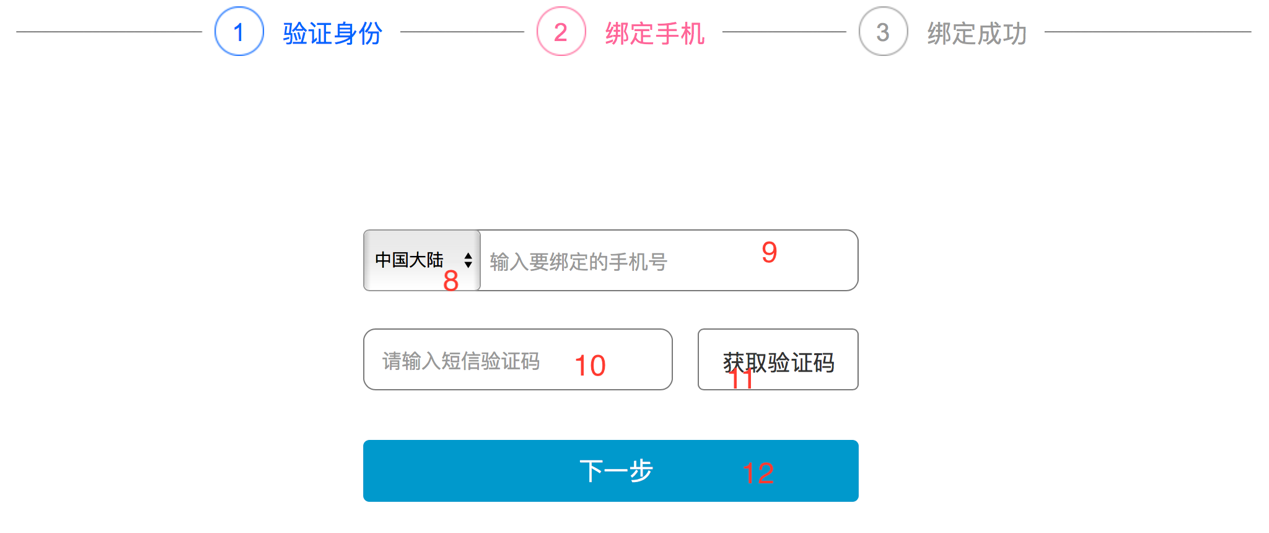 1 验证身份 2 绑定手机 3 绑定成功
中国大陆 输入要绑定的手机号 9
8
请输入短信验证码 10 获取验证码
11
下一步 12